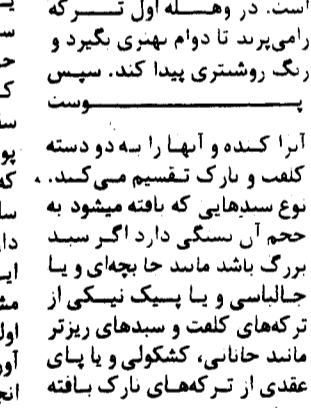 است. در وهله اول ترکه
رامی‌پزند تا دوام بهتری بگیرد و
رنگ روشنتری پیدا کند. سپس
پوست
آنرا کنده و آنها را به دو دسته
کلفت و نازک تقسیم می‌کند.
نوع سبدهایی که بافته میشود به
حجم آن بستگی دارد اگر سبد
بزرگ باشد مانند جا بچه‌ای و یا
جالباسی و یا پیک نیکی از
ترکه‌های کلفت و سبدهای ریزتر
مانند جانانی، کشکولی و یا پای
عقدی از ترکه‌های نازک بافته